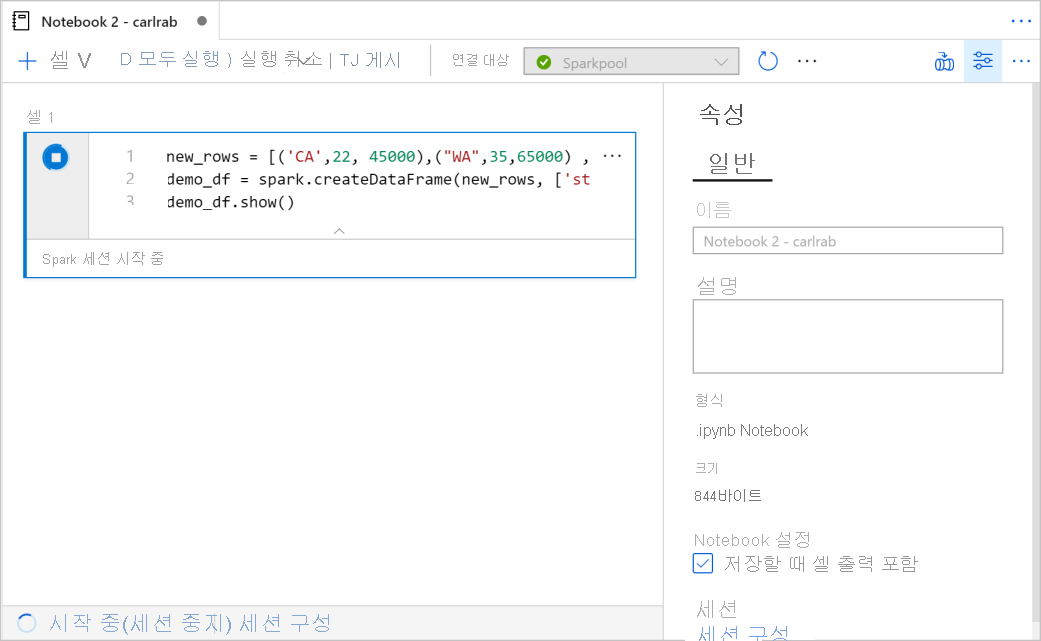 Notebook 2 - carlrab
셀 V D 모두 실행 ) 실행 취소 | TJ 게시 연결 대상 Sparkpool
셀 1
1 new_rows = [('CA',22, 45000),("WA",35,65000) ,
2 demo_df = spark.createDataFrame(new_rows, ['st
3 demo_df.show()
Spark 세션 시작 중
시작 중(세션 중지) 세션 구성
속성
일반
이름
Notebook 2 - carlrab
설명
형식
.ipynb Notebook
크기
844바이트
Notebook 설정
저장할 때 셀 출력 포함
세션
세션 구성